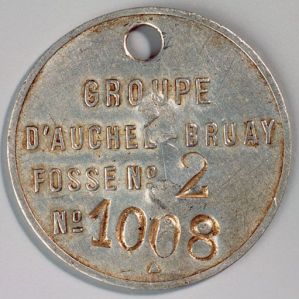 GROUPE
D'AUCHEL-BRUAY
FOSSE No. 2
No 1008